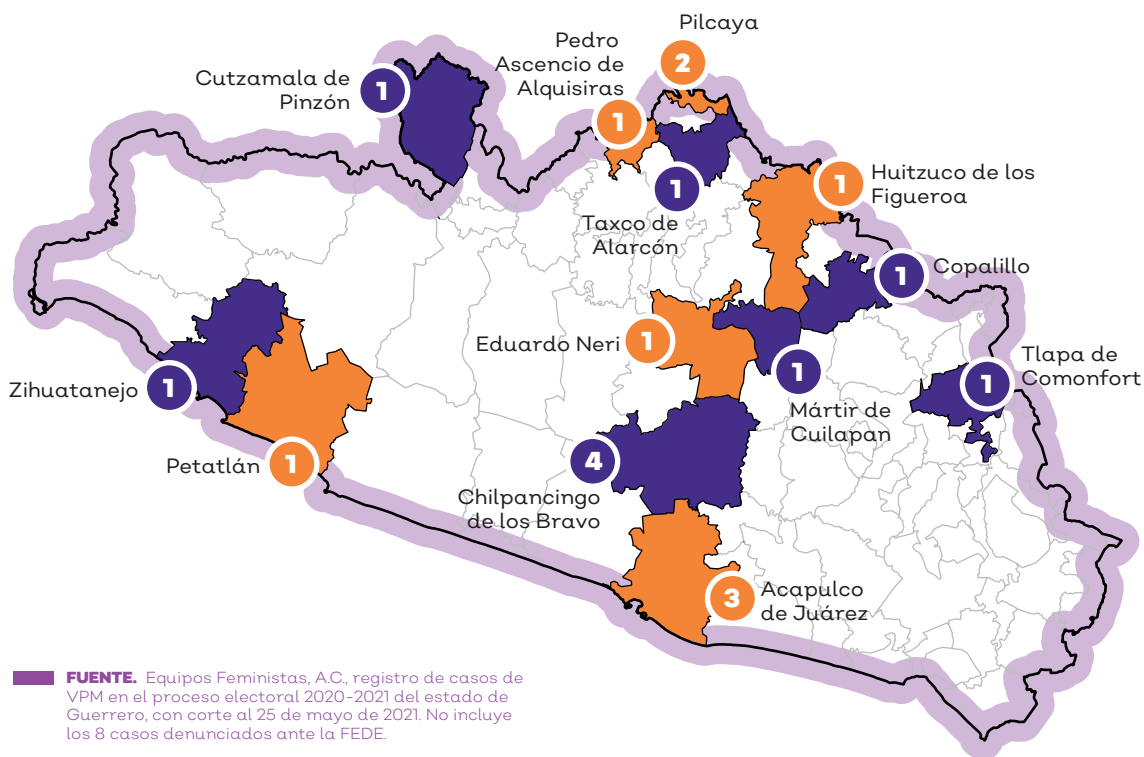 Pilcaya
2
Pedro
Ascencio de
Alquisiras
1
Cutzamala de
Pinzón
1
Huitzuco de los
Figueroa
1
Taxco de
Alarcón
1
Copalillo
1
Eduardo Neri
1
Tlapa de
Comonfort
1
Zihuatanejo
1
Mártir de
Cuilapan
1
Petatlán
1
Chilpancingo
de los Bravo
4
Acapulco
de Juárez
3
FUENTE. Equipos Feministas, A.C., registro de casos de
VPM en el proceso electoral 2020-2021 del estado de
Guerrero, con corte al 25 de mayo de 2021. No incluye
los 8 casos denunciados ante la FEDE.